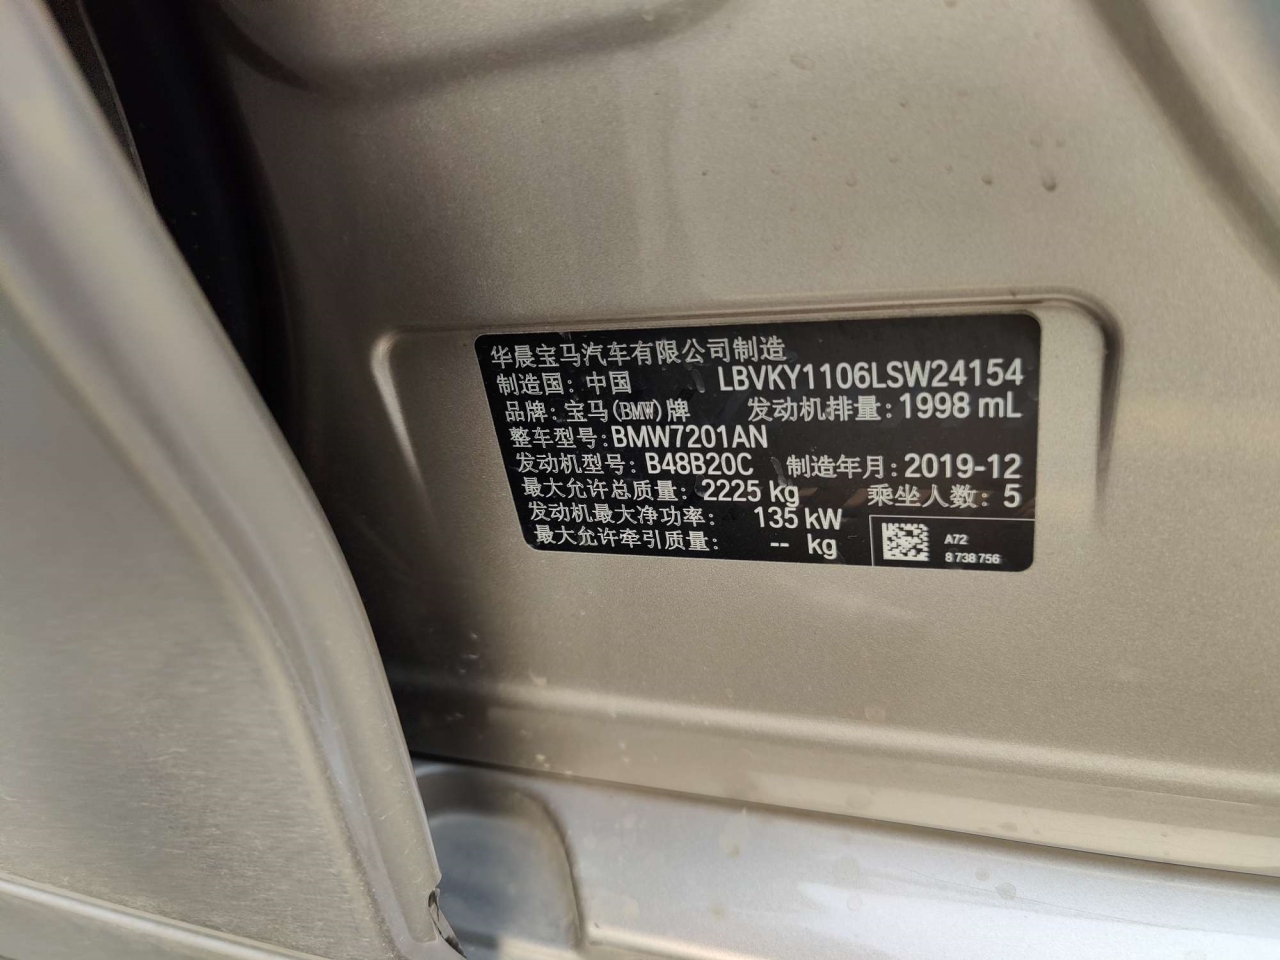 华晨宝马汽车有限公司制造
制造国: 中国 LBVKY1106LSW24154
品牌: 宝马(BMW)牌 发动机排量: 1998 mL
整车型号: BMW7201AN
发动机型号: B48B20C 制造年月: 2019-12
最大允许总质量: 2225 kg 乘坐人数: 5
发动机最大净功率: 135 kW
最大允许牵引质量: -- kg
A72
8 738 756